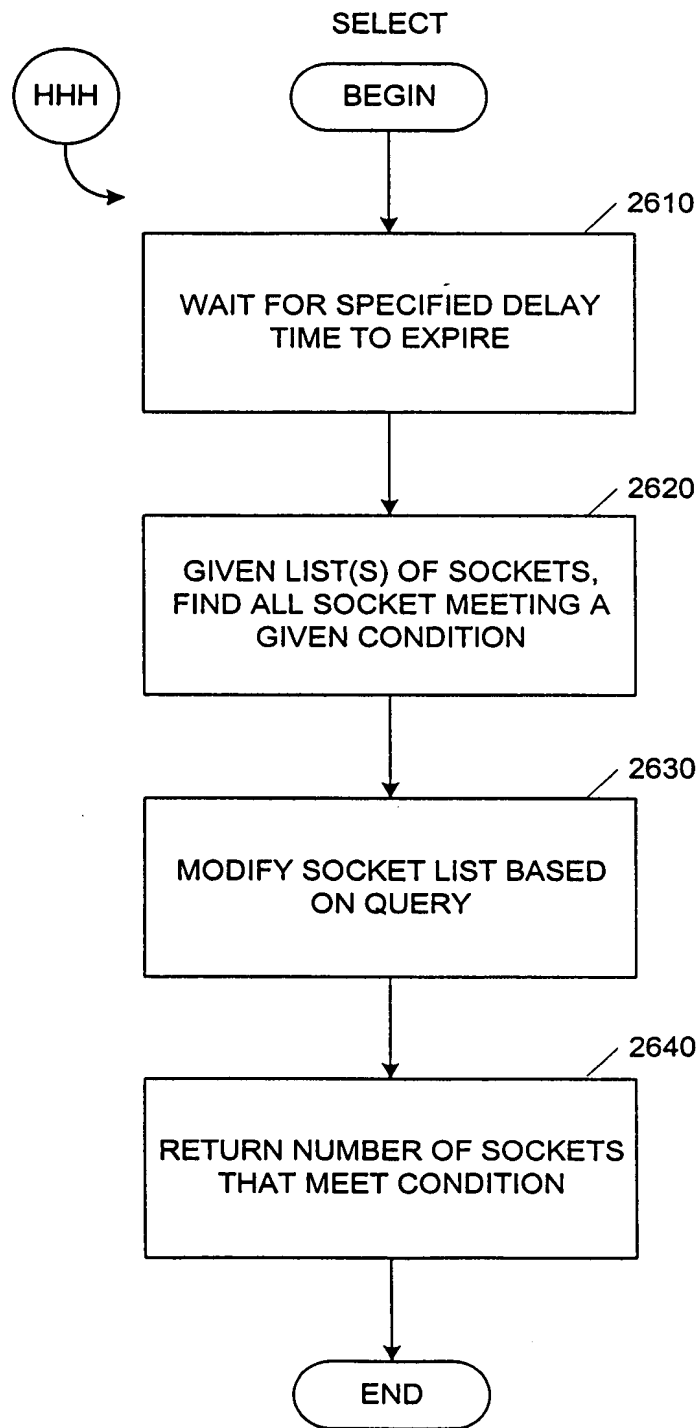 SELECT
HHH
BEGIN
2610
WAIT FOR SPECIFIED DELAY
TIME TO EXPIRE
2620
GIVEN LIST(S) OF SOCKETS,
FIND ALL SOCKET MEETING A
GIVEN CONDITION
2630
MODIFY SOCKET LIST BASED
ON QUERY
2640
RETURN NUMBER OF SOCKETS
THAT MEET CONDITION
END